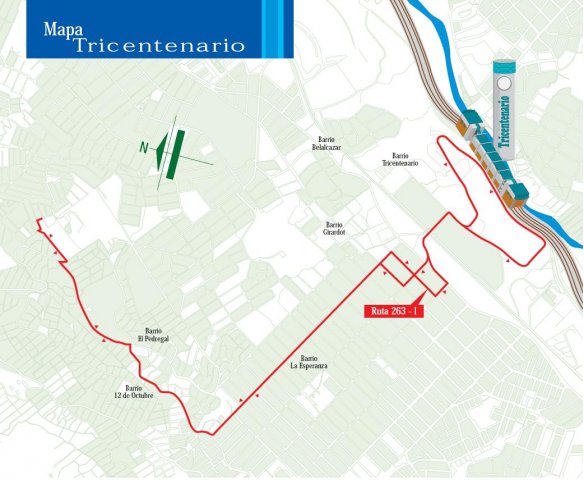 Mapa
Tricentenario
Tricentenario
N
Barrio
Belalcazar
Barrio
Tricentenario
Barrio
Girardot
Ruta 263 - I
Barrio
El Pedregal
Barrio
La Esperanza
Barrio
12 de Octubre